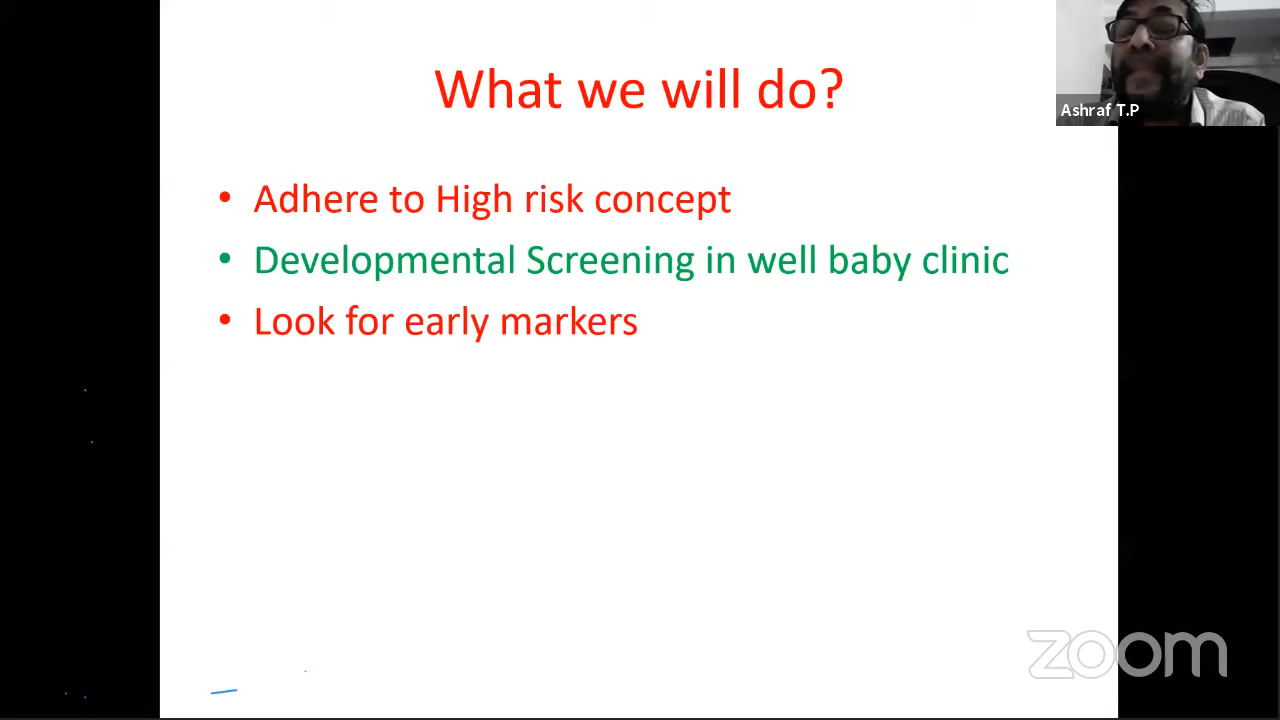 What we will do?
Ashraf T.P
• Adhere to High risk concept
• Developmental Screening in well baby clinic
• Look for early markers
zoom